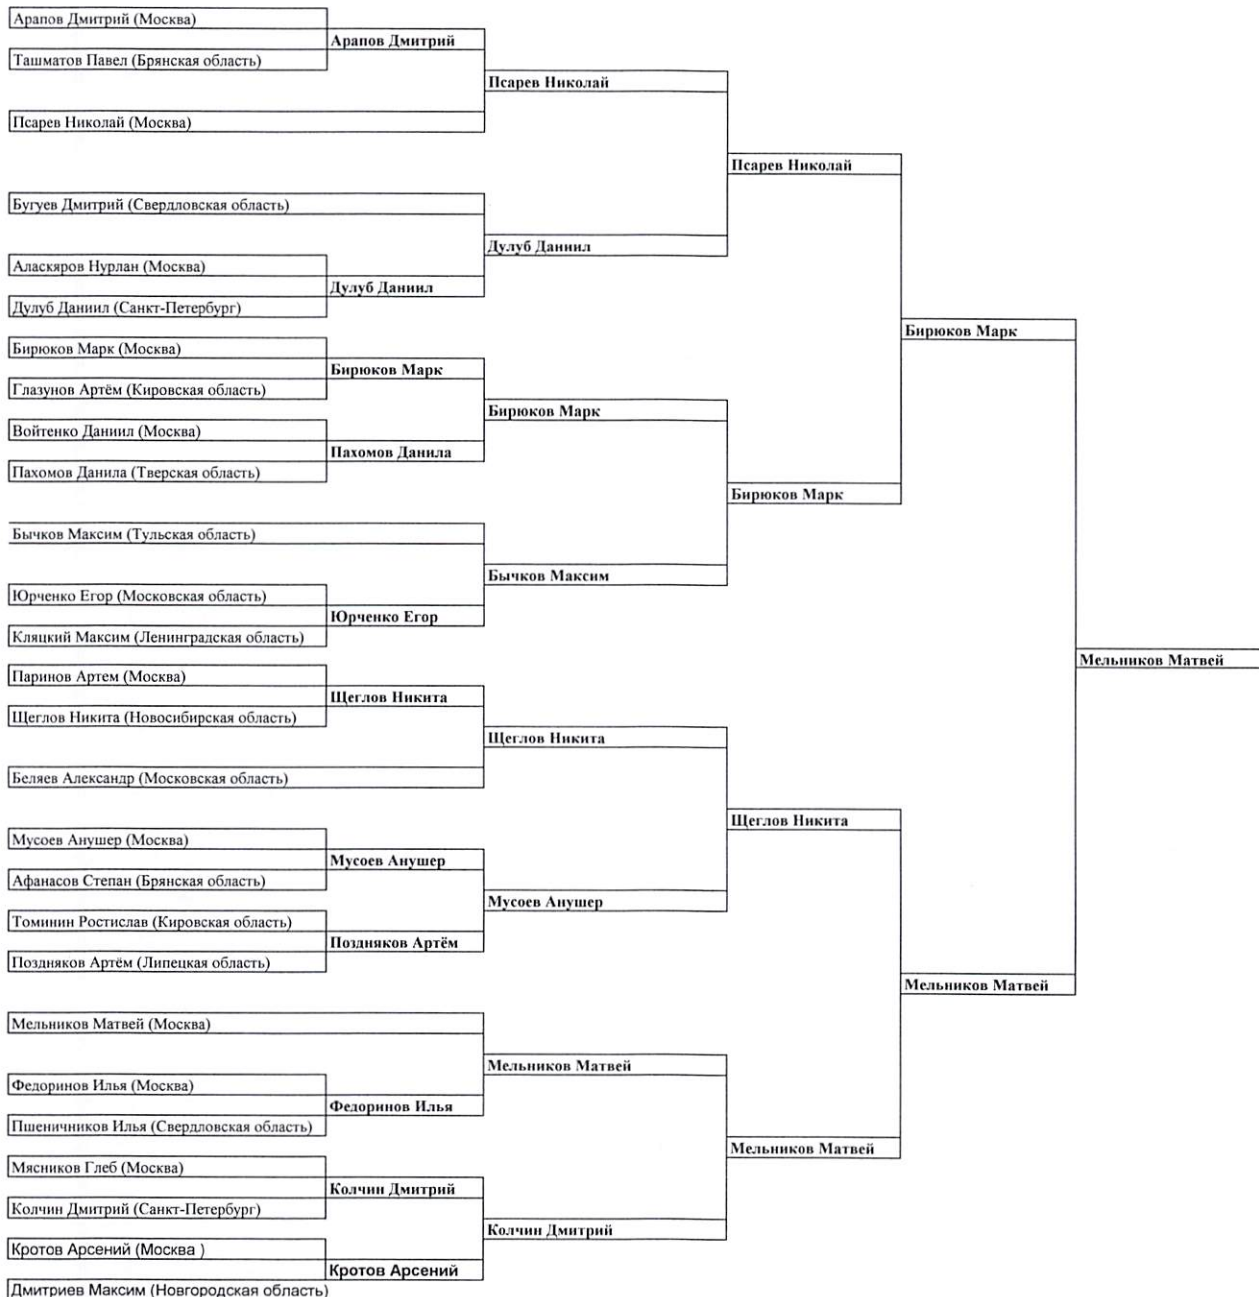 Арапов Дмитрий (Москва)
Арапов Дмитрий
Ташматов Павел (Брянская область)
Псарев Николай
Псарев Николай (Москва)
Псарев Николай
Бугуев Дмитрий (Свердловская область)
Дулуб Даниил
Аласкяров Нурлан (Москва)
Дулуб Даниил
Дулуб Даниил (Санкт-Петербург)
Бирюков Марк
Бирюков Марк (Москва)
Бирюков Марк
Глазунов Артём (Кировская область)
Бирюков Марк
Войтенко Даниил (Москва)
Пахомов Данила
Пахомов Данила (Тверская область)
Бирюков Марк
Бычков Максим (Тульская область)
Бычков Максим
Юрченко Егор (Московская область)
Юрченко Егор
Кляцкий Максим (Ленинградская область)
Мельников Матвей
Паринов Артем (Москва)
Щеглов Никита
Щеглов Никита (Новосибирская область)
Щеглов Никита
Беляев Александр (Московская область)
Щеглов Никита
Мусоев Анушер (Москва)
Мусоев Анушер
Афанасов Степан (Брянская область)
Мусоев Анушер
Томинин Ростислав (Кировская область)
Поздняков Артём
Поздняков Артём (Липецкая область)
Мельников Матвей
Мельников Матвей (Москва)
Мельников Матвей
Федоринов Илья (Москва)
Федоринов Илья
Пшеничников Илья (Свердловская область)
Мельников Матвей
Мясников Глеб (Москва)
Колчин Дмитрий
Колчин Дмитрий (Санкт-Петербург)
Колчин Дмитрий
Кротов Арсений (Москва )
Кротов Арсений
Дмитриев Максим (Новгородская область)